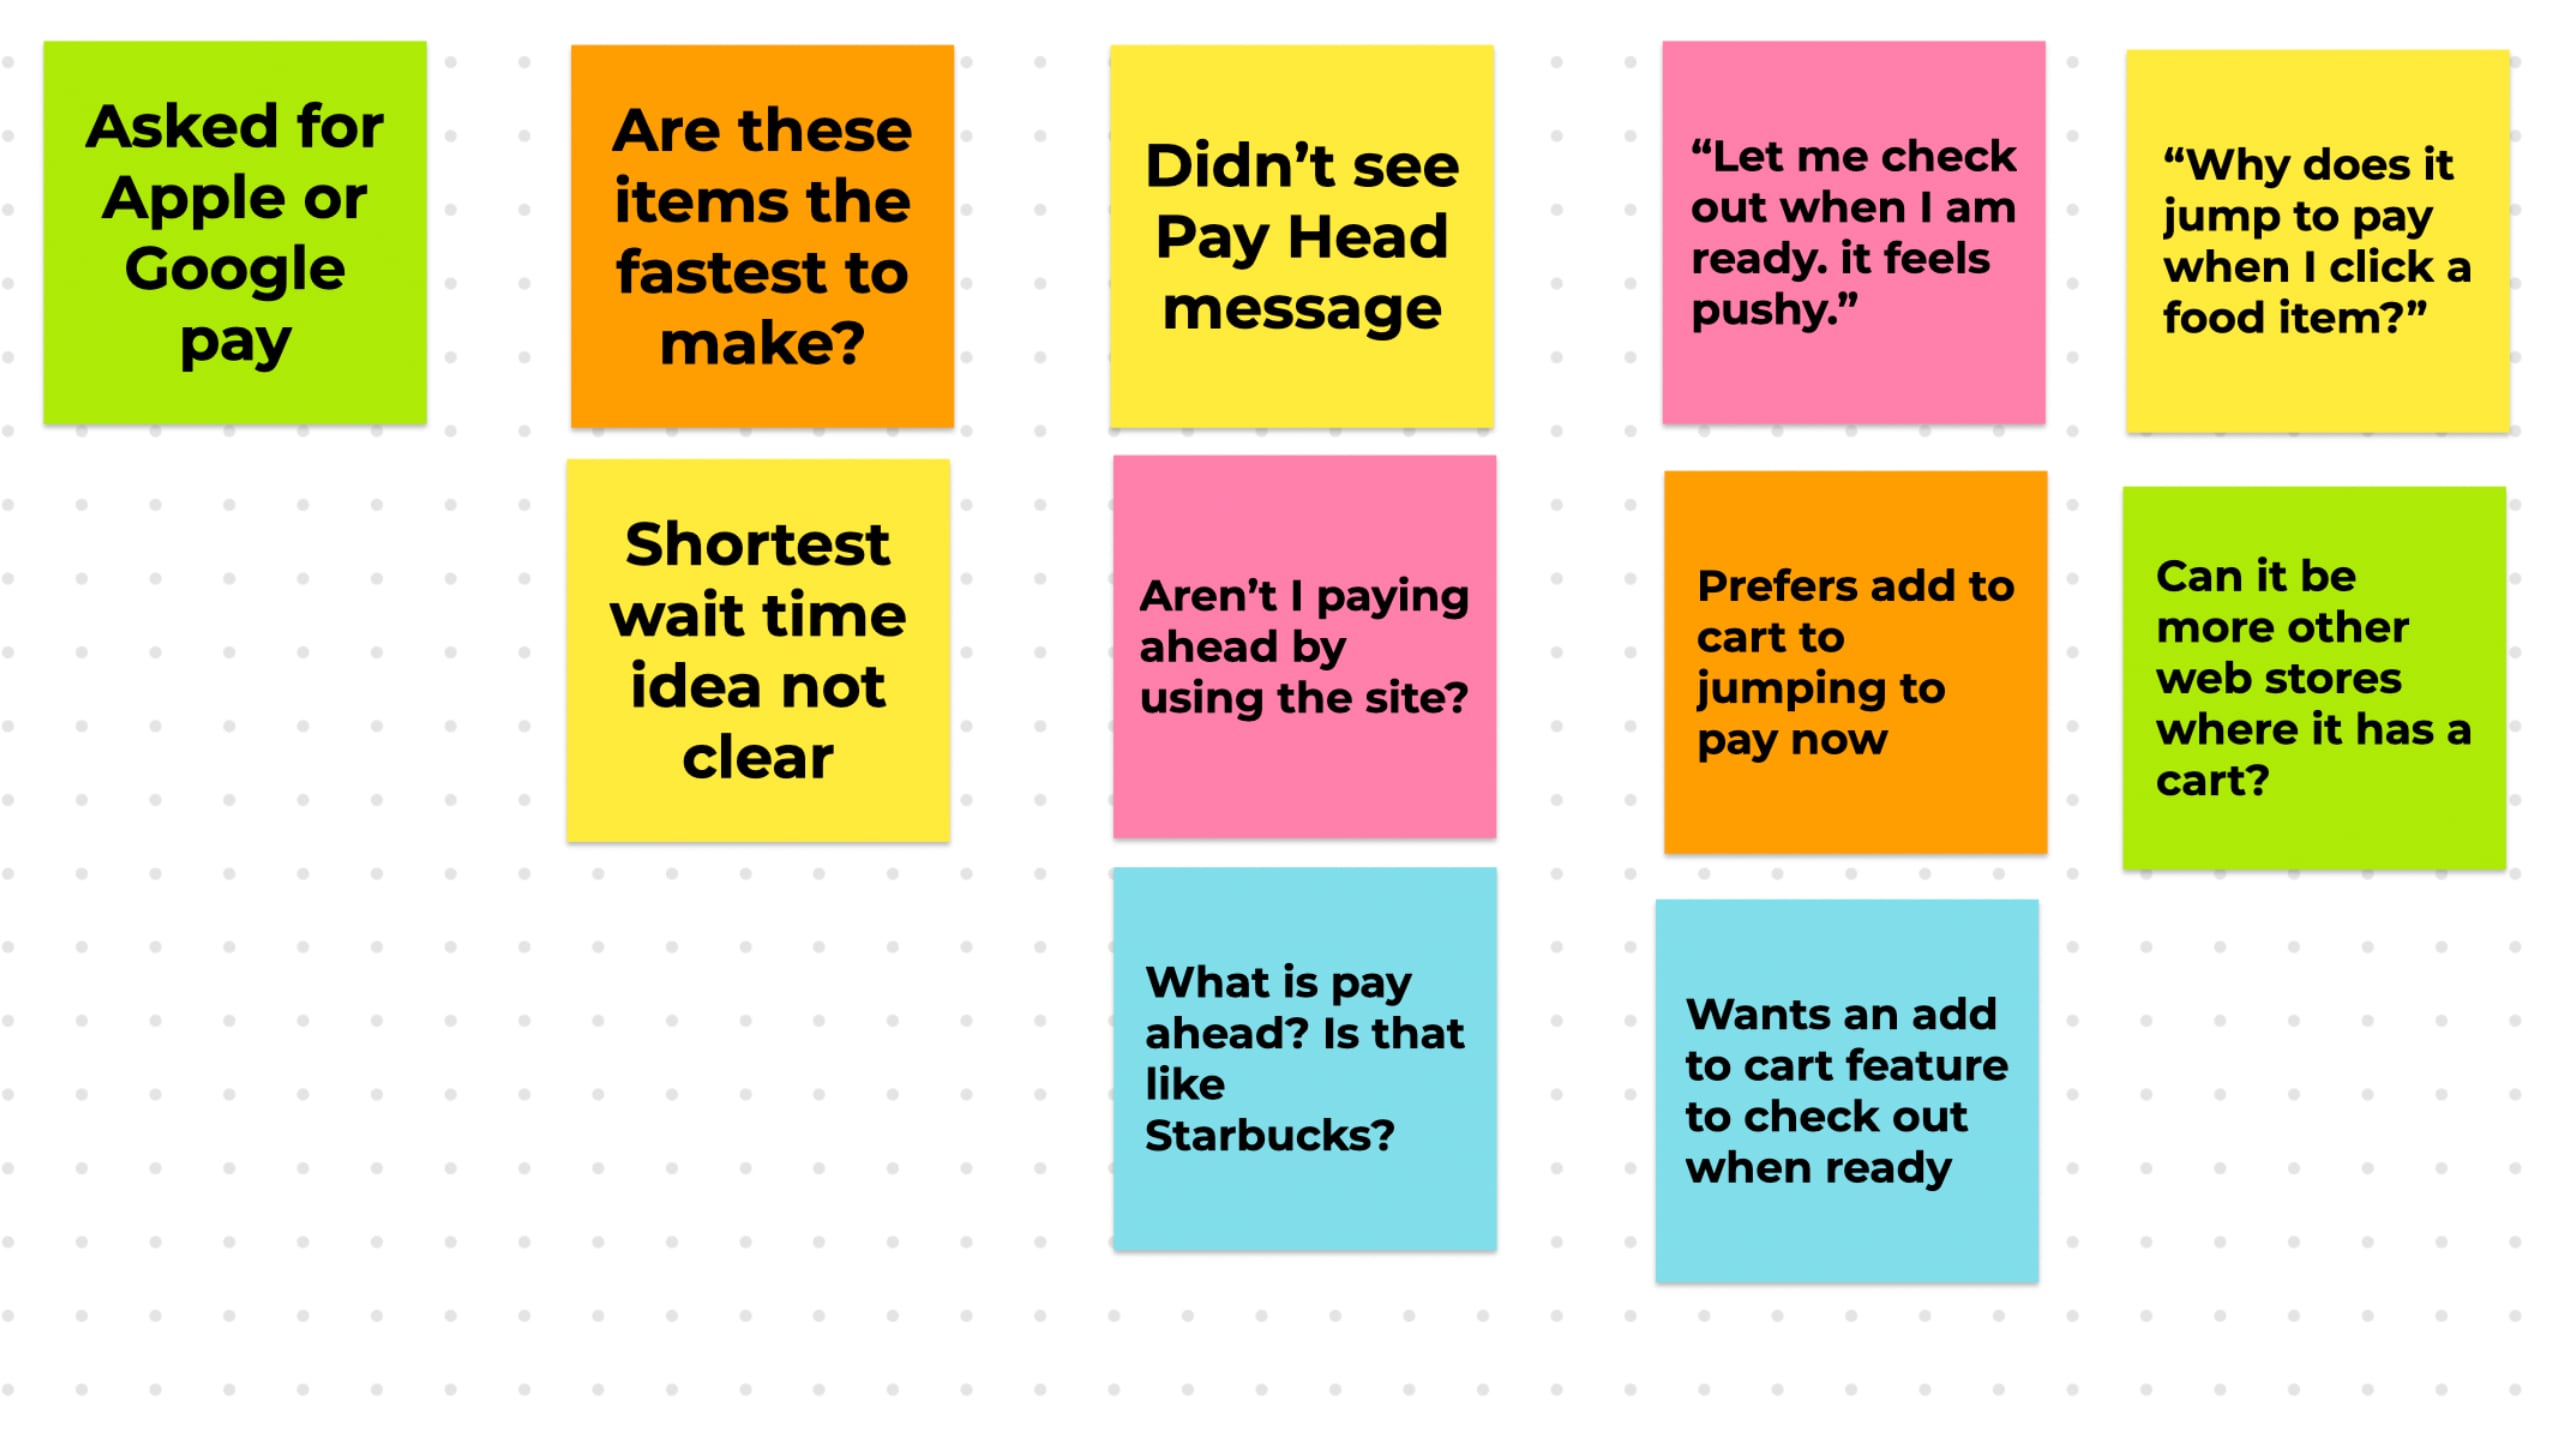 Asked for
Apple or
Google
pay
Are these
items the
fastest to
make?
Shortest
wait time
idea not
clear
Didn’t see
Pay Head
message
Aren’t I paying
ahead by
using the site?
What is pay
ahead? Is that
like
Starbucks?
“Let me check
out when I am
ready. it feels
pushy.”
Prefers add to
cart to
jumping to
pay now
Wants an add
to cart feature
to check out
when ready
“Why does it
jump to pay
when I click a
food item?”
Can it be
more other
web stores
where it has a
cart?